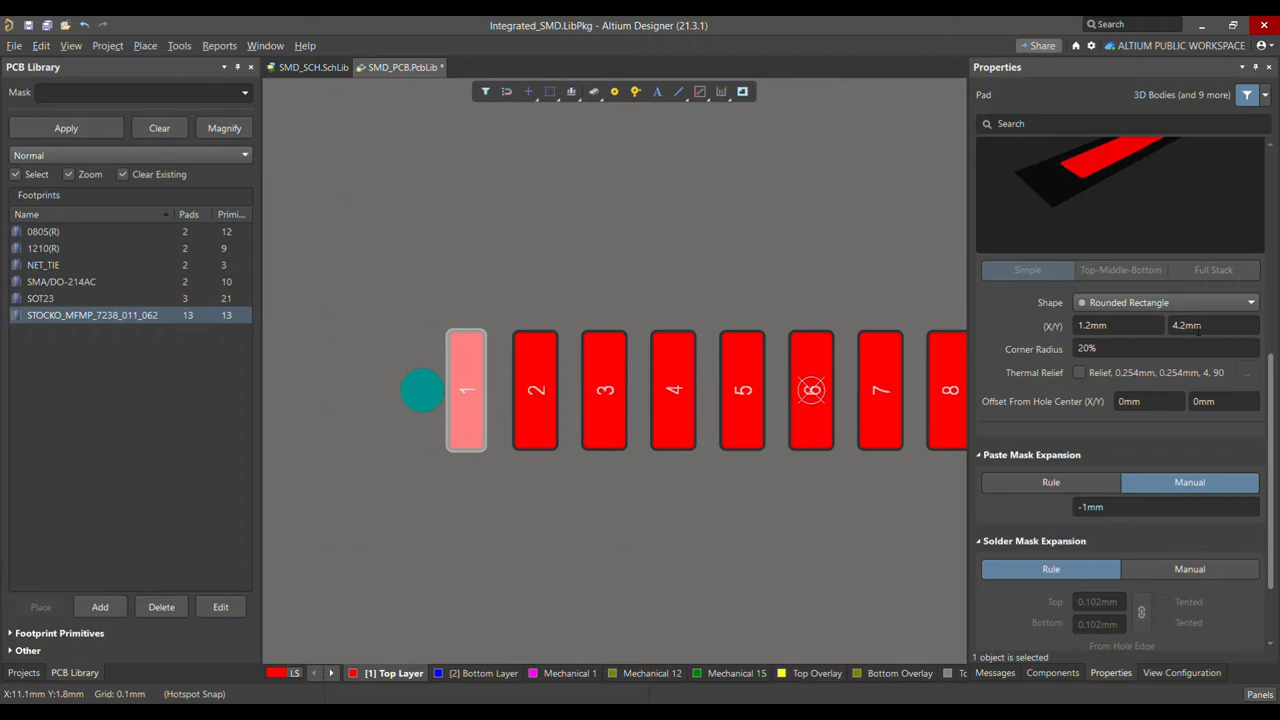 Integrated_SMD.LibPkg - Altium Designer (21.3.1)
Search
File Edit View Project Place Tools Reports Window Help
Share
ALTIUM PUBLIC WORKSPACE
PCB Library
SMD_SCH.SchLib
SMD_PCB.PcbLib *
Properties
Mask
Pad
3D Bodies (and 9 more)
Apply
Clear
Magnify
Search
Normal
Select
Zoom
Clear Existing
Footprints
Name
Pads
Primi...
0805(R) 2 12
1210(R) 2 9
NET_TIE 2 3
SMA/DO-214AC 2 10
SOT23 3 21
STOCKO_MFMP_7238_011_062 13 13
1 2 3 4 5 6 7 8
Simple
Top-Middle-Bottom
Full Stack
Shape
Rounded Rectangle
(X/Y)
1.2mm
4.2mm
Corner Radius
20%
Thermal Relief
Relief, 0.254mm, 0.254mm, 4, 90
...
Offset From Hole Center (X/Y)
0mm
0mm
Paste Mask Expansion
Rule
Manual
-1mm
Solder Mask Expansion
Rule
Manual
Top
0.102mm
Tented
Bottom
0.102mm
Tented
From Hole Edge
Place
Add
Delete
Edit
Footprint Primitives
Other
1 object is selected
Projects
PCB Library
LS
[1] Top Layer
[2] Bottom Layer
Mechanical 1
Mechanical 12
Mechanical 15
Top Overlay
Bottom Overlay
To
Messages
Components
Properties
View Configuration
X:11.1mm Y:1.8mm Grid: 0.1mm (Hotspot Snap)
Panels